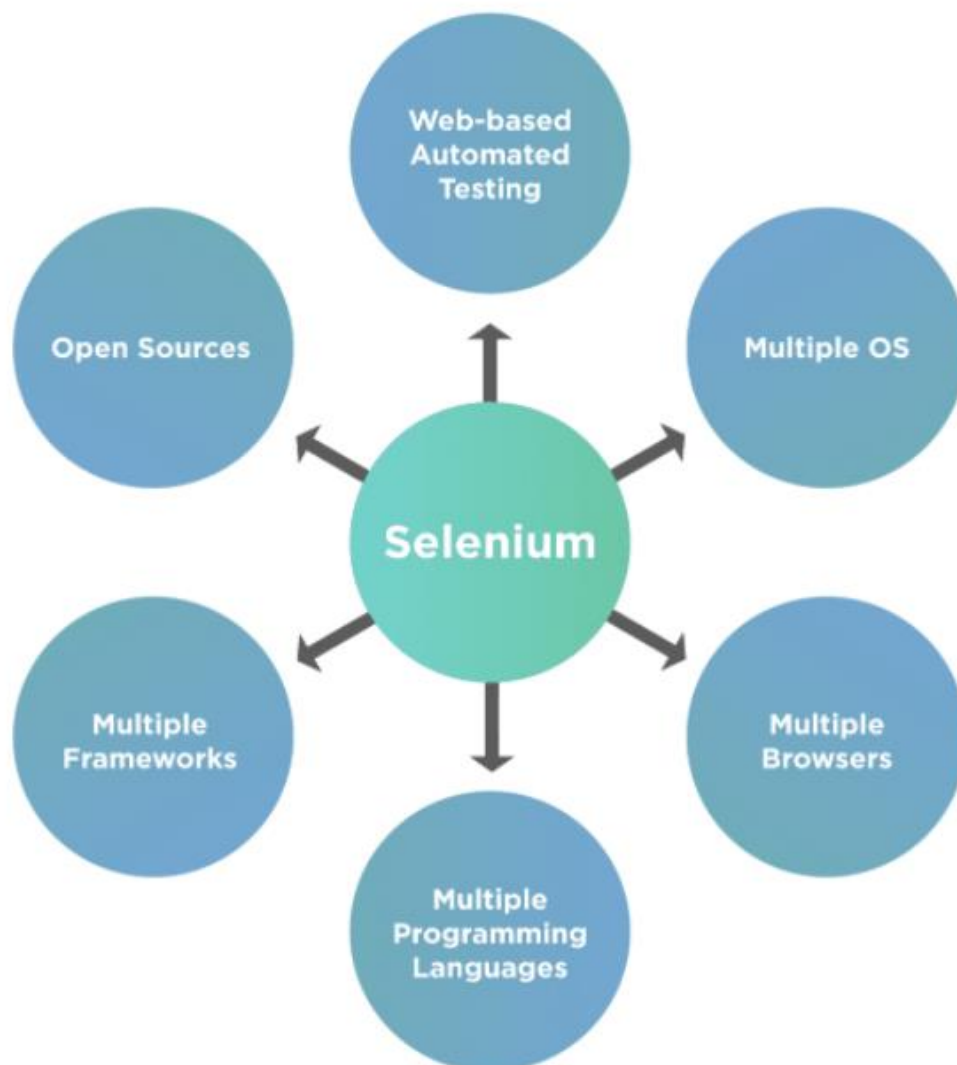 Web-based
Automated
Testing
Open Sources
Multiple OS
Selenium
Multiple
Frameworks
Multiple
Browsers
Multiple
Programming
Languages